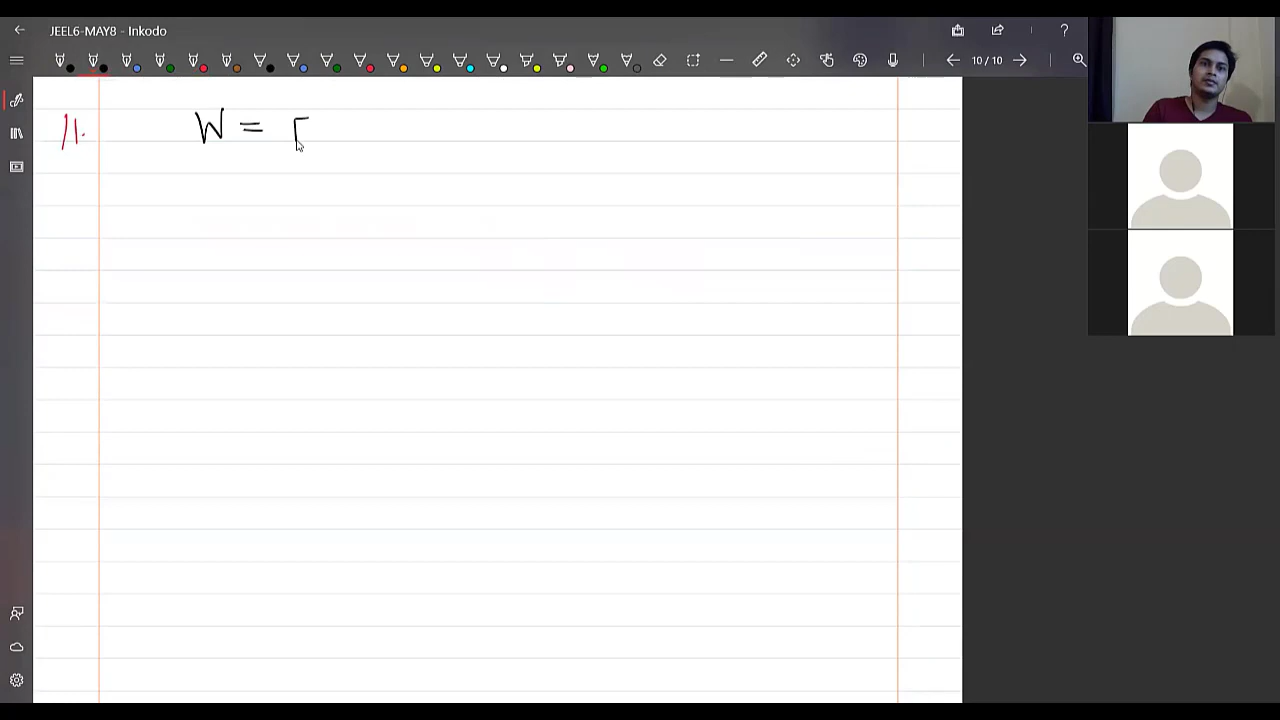 JEEL6-MAY8 - Inkodo
10/10
11. W = Γ